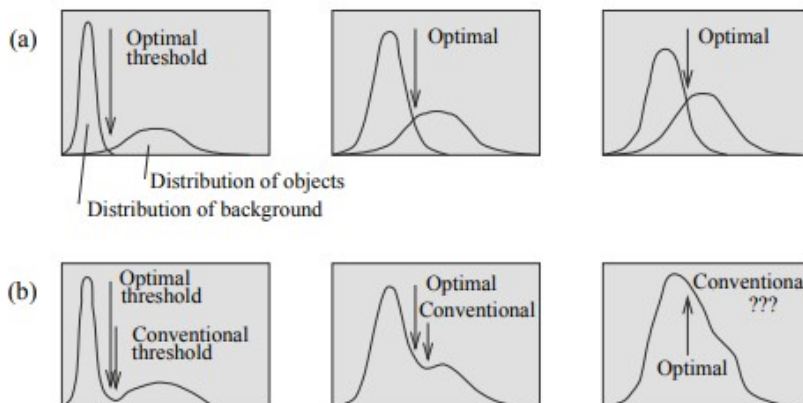 (a)
Optimal
threshold
Distribution of objects
Distribution of background
Optimal
Optimal
(b)
Optimal
threshold
Conventional
threshold
Optimal
Conventional
Conventiona
???
Optimal